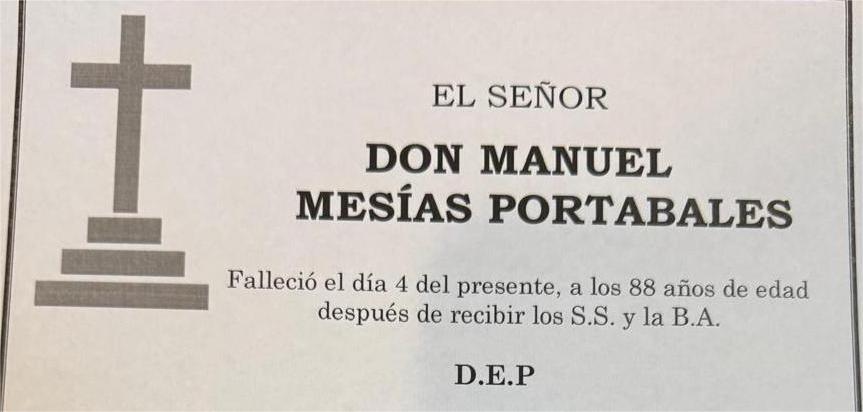 EL SEÑOR
DON MANUEL
MESÍAS PORTABALES
Falleció el día 4 del presente, a los 88 años de edad
después de recibir los S.S. y la B.A.
D.E.P